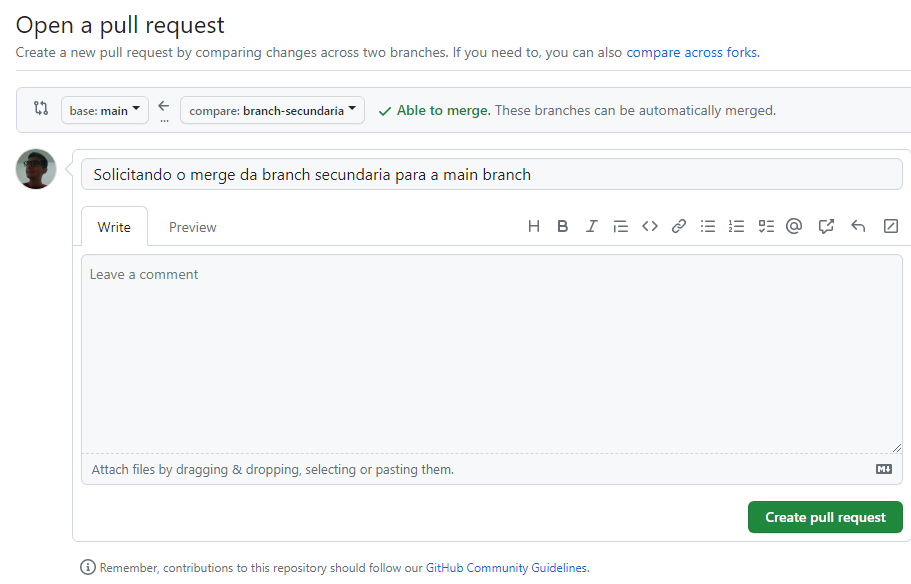 Open a pull request
Create a new pull request by comparing changes across two branches. If you need to, you can also compare across forks.
base: main ← ... compare: branch-secundaria ✓ Able to merge. These branches can be automatically merged.
Solicitando o merge da branch secundaria para a main branch
Write Preview H B I
Leave a comment
Attach files by dragging & dropping, selecting or pasting them.
Create pull request
Remember, contributions to this repository should follow our GitHub Community Guidelines.